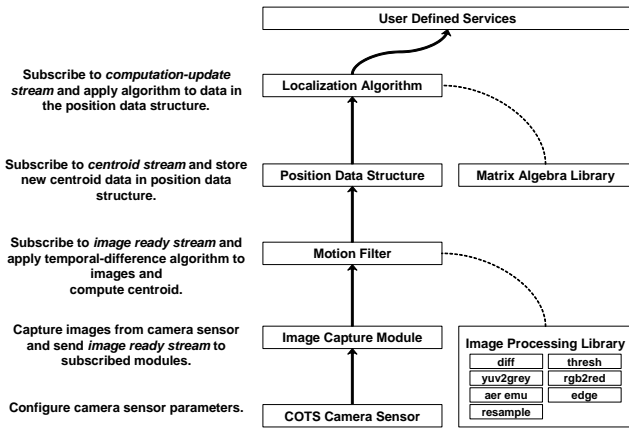 User Defined Services
Subscribe to computation-update
stream and apply algorithm to data in
the position data structure.
Localization Algorithm
Subscribe to centroid stream and store
new centroid data in position data
structure.
Position Data Structure
Matrix Algebra Library
Subscribe to image ready stream and
apply temporal-difference algorithm to
images and
compute centroid.
Motion Filter
Capture images from camera sensor
and send image ready stream to
subscribed modules.
Image Capture Module
Image Processing Library
diff
thresh
yuv2grey
rgb2red
aer emu
edge
resample
Configure camera sensor parameters.
COTS Camera Sensor